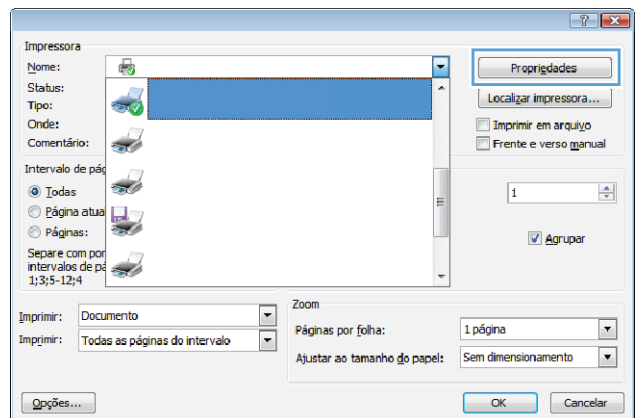 Impressora
Nome:
Propriedades
Status:
Localizar impressora...
Tipo:
Onde:
Imprimir em arquivo
Comentário:
Frente e verso manual
Intervalo de pág
Todas
1
Página atua
Páginas:
Agrupar
Separe com por
intervalos de pá
1;3;5-12;4
Imprimir: Documento
Imprimir: Todas as páginas do intervalo
Zoom
Páginas por folha: 1 página
Ajustar ao tamanho do papel: Sem dimensionamento
Opções...
OK
Cancelar